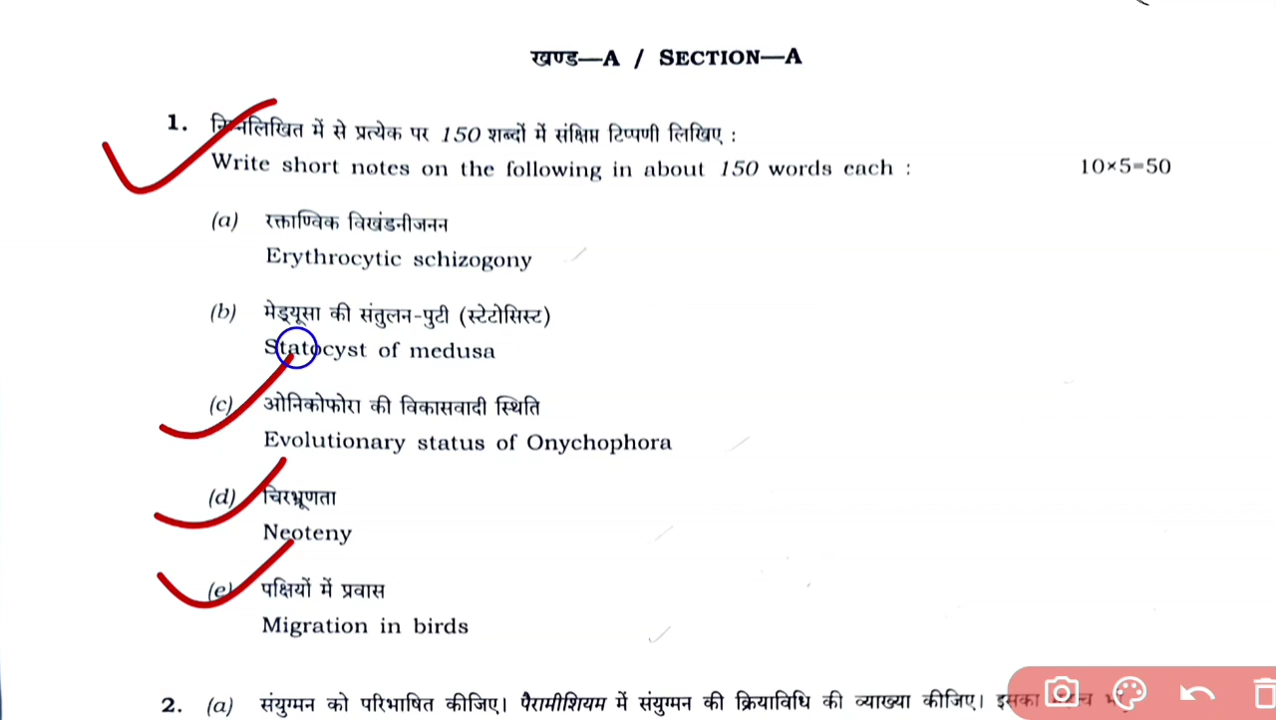 खण्ड—A / SECTION—A
1. निम्नलिखित में से प्रत्येक पर 150 शब्दों में संक्षिप्त टिप्पणी लिखिए :
Write short notes on the following in about 150 words each : 10×5=50
(a) रक्ताण्विक विखंडनीजनन
Erythrocytic schizogony
(b) मेड्यूसा की संतुलन-पुटी (स्टेटोसिस्ट)
Statocyst of medusa
(c) ओनिकोफोरा की विकासवादी स्थिति
Evolutionary status of Onychophora
(d) चिरभ्रूणता
Neoteny
(e) पक्षियों में प्रवास
Migration in birds
2. (a) संयुग्मन को परिभाषित कीजिए। पैरामीशियम में संयुग्मन की क्रियाविधि की व्याख्या कीजिए। इसका